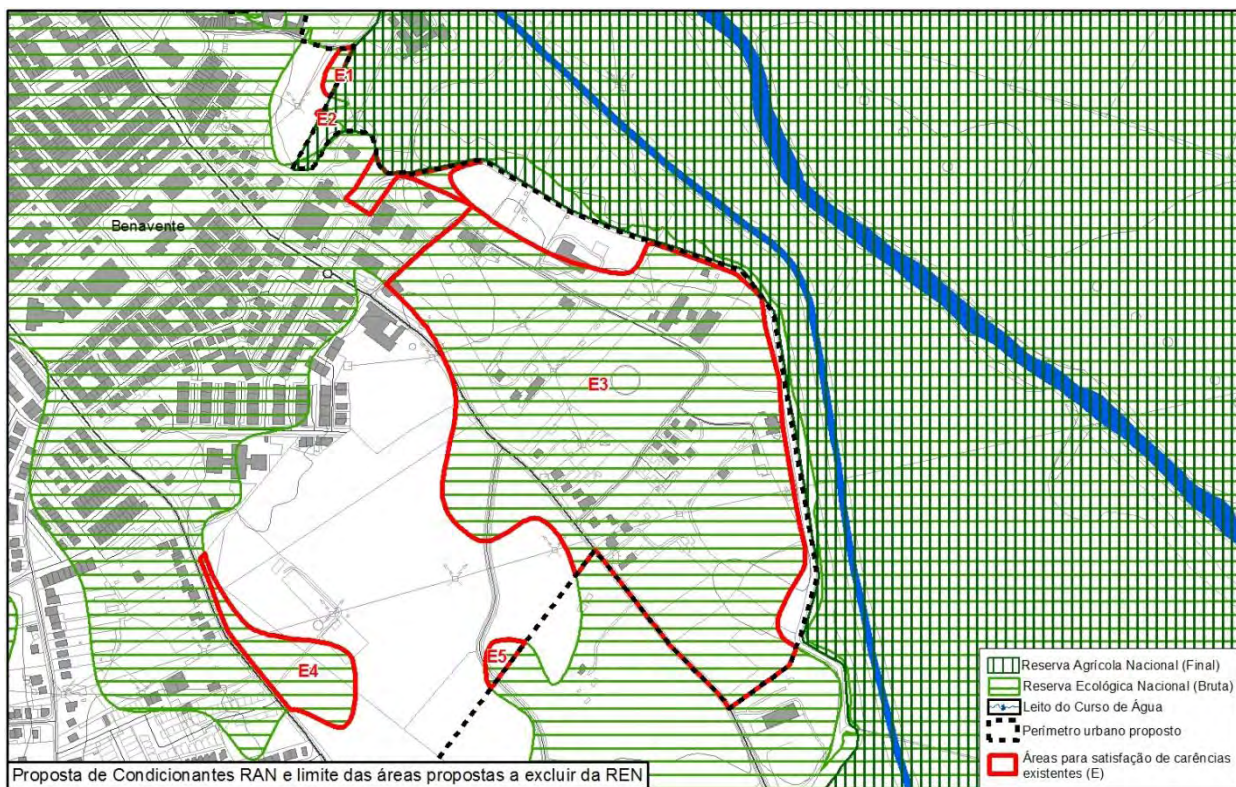 E1
E2
Benavente
E3
E4
E5
Reserva Agrícola Nacional (Final)
Reserva Ecológica Nacional (Bruta)
Leito do Curso de Água
Perímetro urbano proposto
Áreas para satisfação de carências
existentes (E)
Proposta de Condicionantes RAN e limite das áreas propostas a excluir da REN